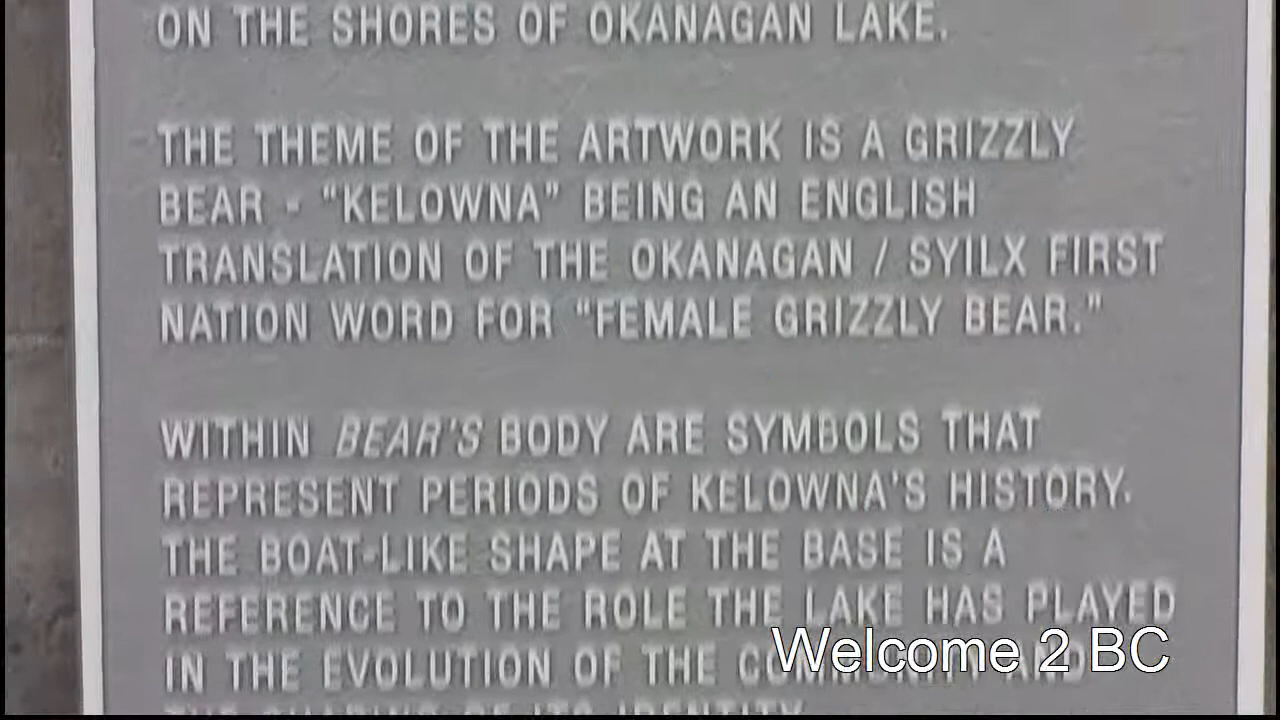 ON THE SHORES OF OKANAGAN LAKE.
THE THEME OF THE ARTWORK IS A GRIZZLY
BEAR - "KELOWNA" BEING AN ENGLISH
TRANSLATION OF THE OKANAGAN / SYILX FIRST
NATION WORD FOR "FEMALE GRIZZLY BEAR."
WITHIN BEAR'S BODY ARE SYMBOLS THAT
REPRESENT PERIODS OF KELOWNA'S HISTORY.
THE BOAT-LIKE SHAPE AT THE BASE IS A
REFERENCE TO THE ROLE THE LAKE HAS PLAYED
IN THE EVOLUTION OF THE COMMUNITY AND
Welcome 2 BC